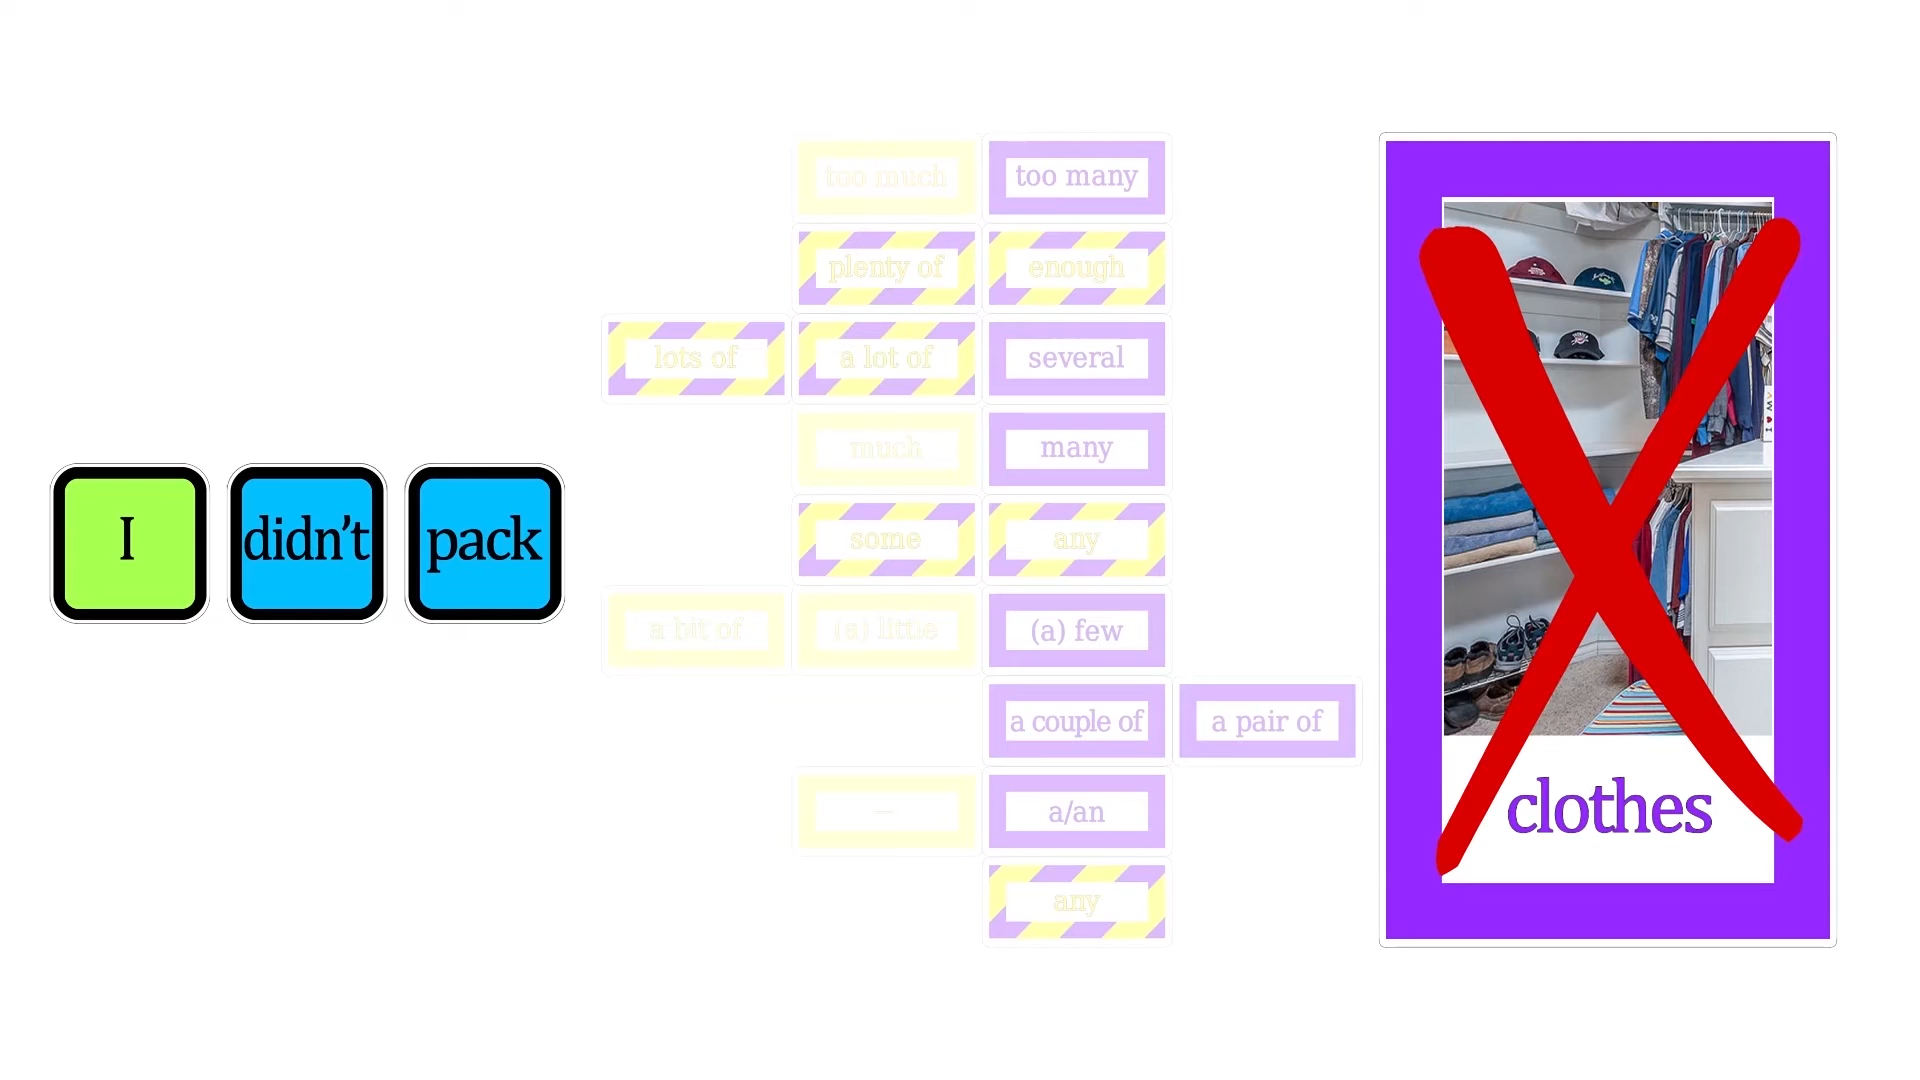 too much too many
plenty of enough
lots of a lot of several
much many
I didn't pack some any
a bit of (a) little (a) few
a couple of a pair of
— a/an
clothes
any